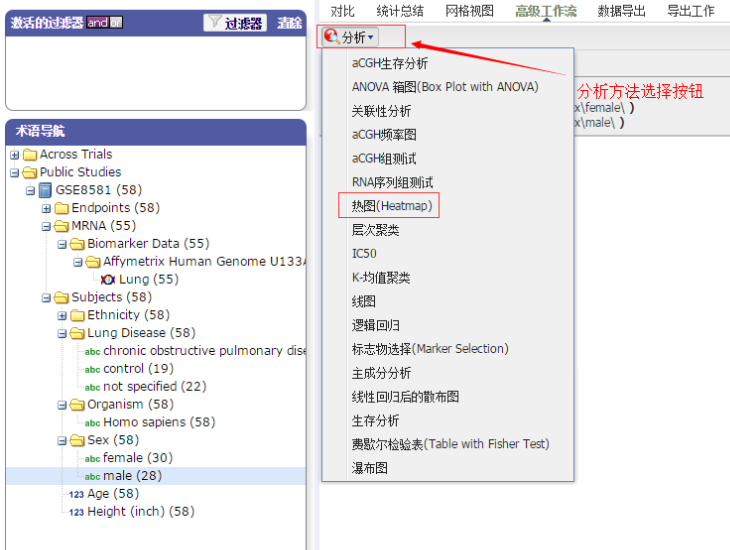 激活的过滤器 and or 过滤器 清除
术语导航
Across Trials
Public Studies
GSE8581 (58)
Endpoints (58)
MRNA (55)
Biomarker Data (55)
Affymetrix Human Genome U133A
Lung (55)
Subjects (58)
Ethnicity (58)
Lung Disease (58)
abc chronic obstructive pulmonary dise
abc control (19)
abc not specified (22)
Organism (58)
abc Homo sapiens (58)
Sex (58)
abc female (30)
abc male (28)
123 Age (58)
123 Height (inch) (58)
对比 统计总结 网格视图 高级工作流 数据导出 导出工作
分析
aCGH生存分析
ANOVA 箱图(Box Plot with ANOVA)
关联性分析
aCGH频率图
aCGH组测试
RNA序列组测试
热图(Heatmap)
层次聚类
IC50
K-均值聚类
线图
逻辑回归
标志物选择(Marker Selection)
主成分分析
线性回归后的散布图
生存分析
费歇尔检验表(Table with Fisher Test)
瀑布图
分析方法选择按钮
x\female\ )
x\male\ )